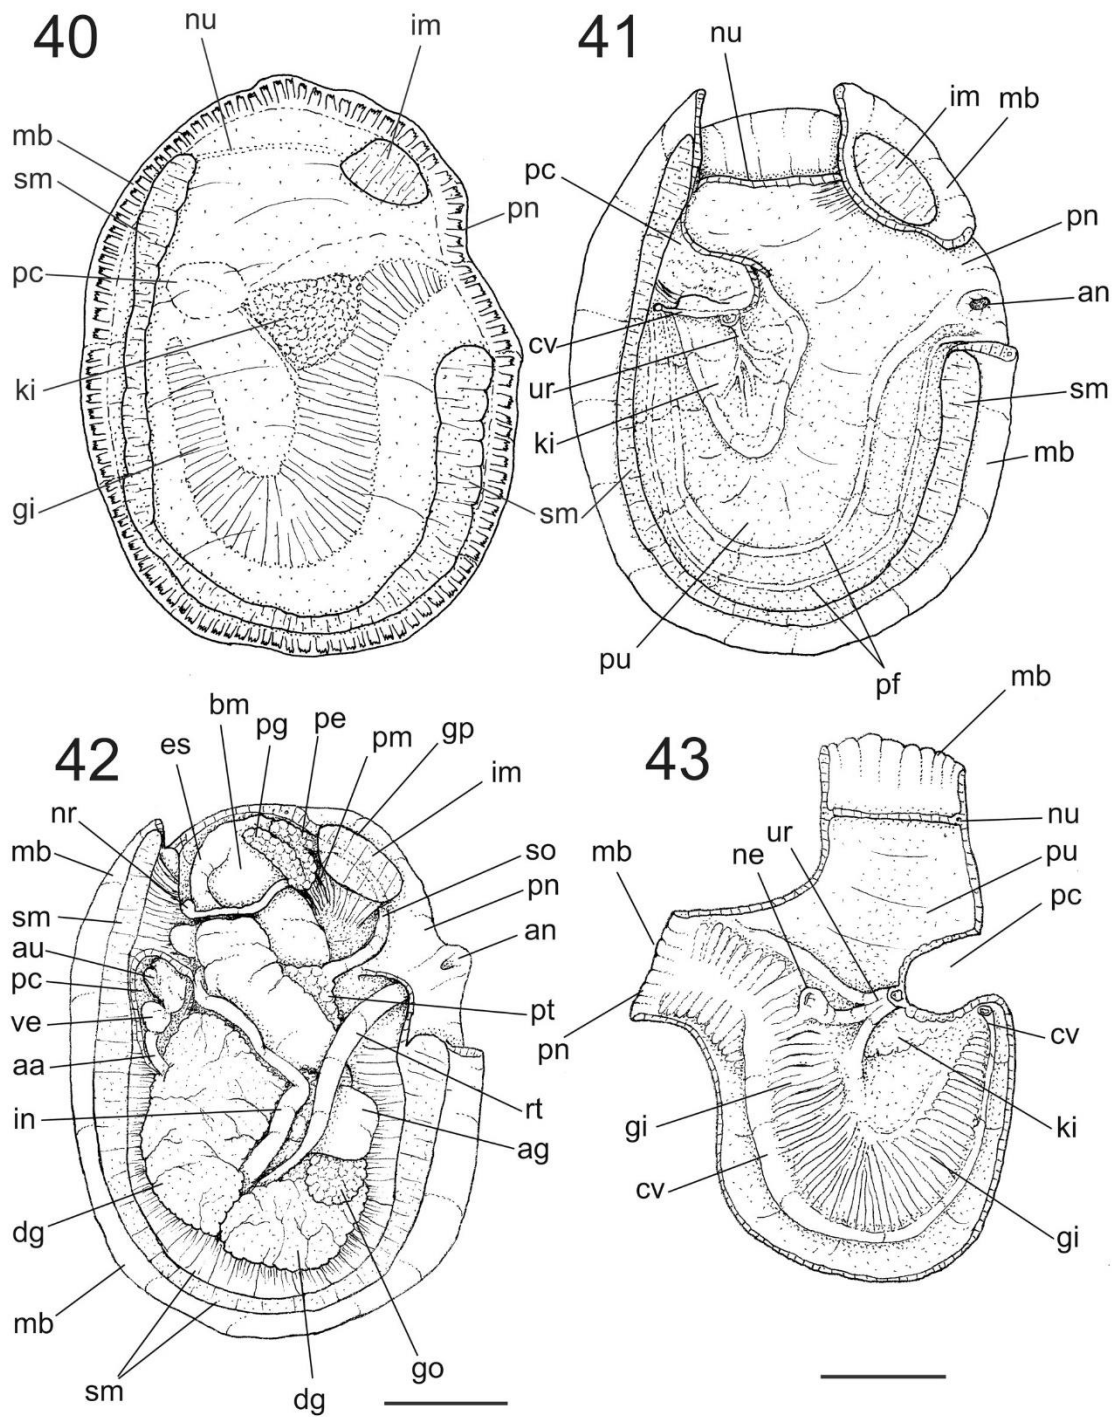 40
nu
im
mb
sm
pn
pc
ki
gi
sm
41
nu
im
mb
pc
pn
an
cv
ur
ki
sm
mb
pu
pf
42
bm
pg
pe
es
pm
gp
im
nr
mb
so
sm
pn
au
an
pc
ve
pt
aa
in
rt
ag
dg
mb
sm
dg
go
43
mb
nu
ur
ne
pu
mb
pc
pn
cv
gi
ki
cv
gi